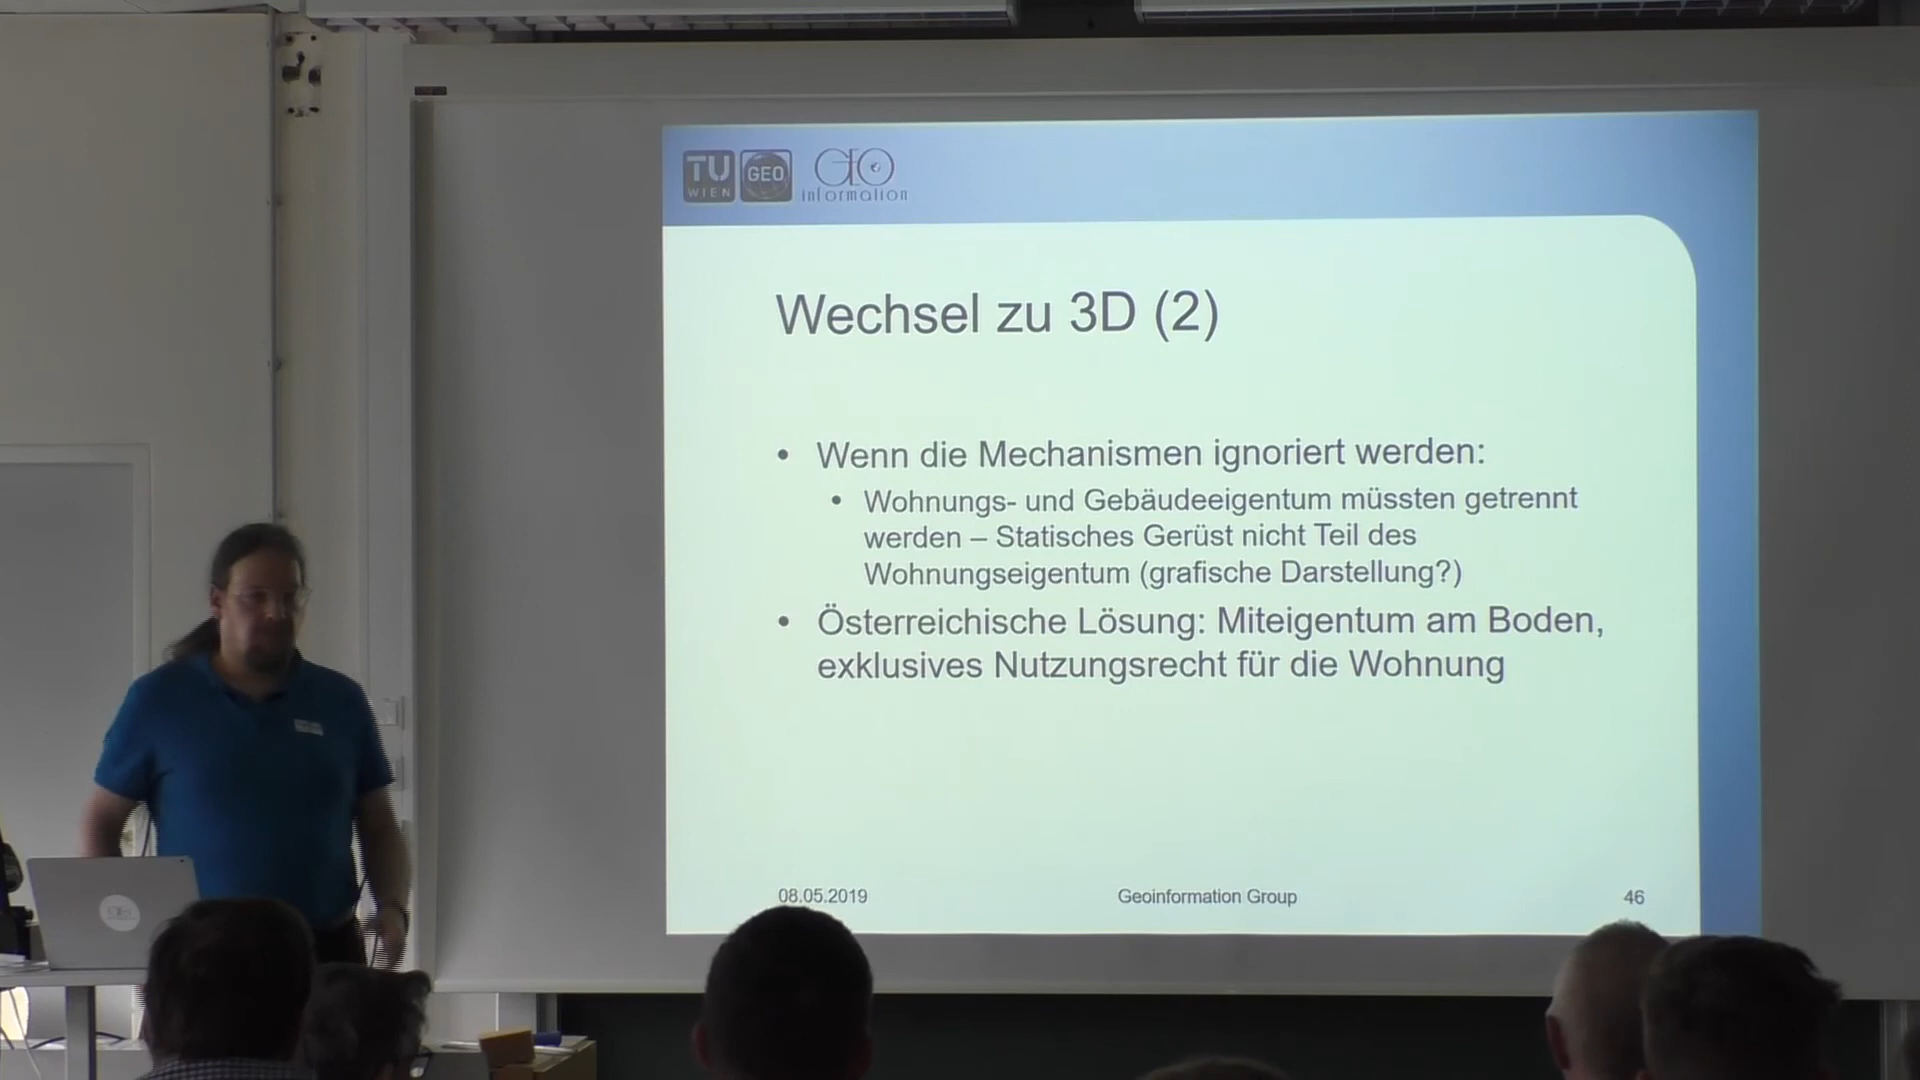 TU
WIEN
GEO
GEO
information
Wechsel zu 3D (2)
• Wenn die Mechanismen ignoriert werden:
• Wohnungs- und Gebäudeeigentum müssten getrennt
werden – Statisches Gerüst nicht Teil des
Wohnungseigentum (grafische Darstellung?)
• Österreichische Lösung: Miteigentum am Boden,
exklusives Nutzungsrecht für die Wohnung
08.05.2019
Geoinformation Group
46